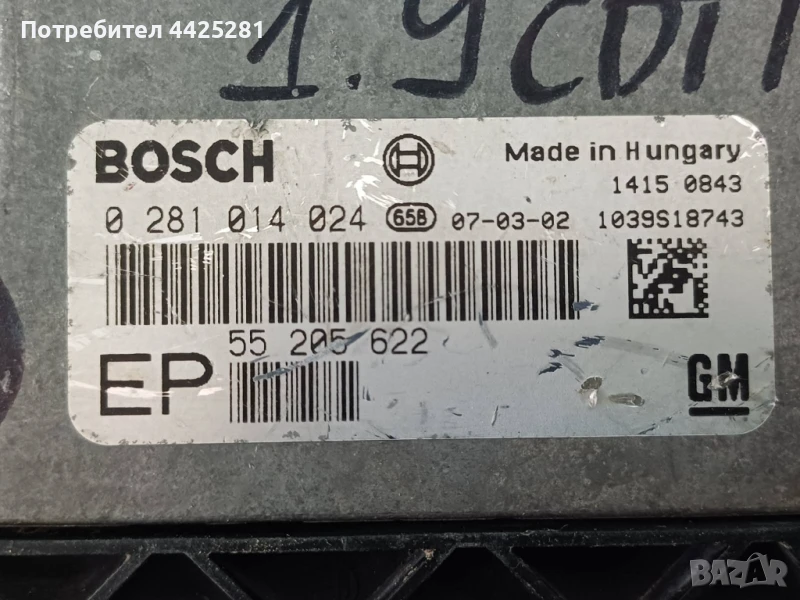 Потребител 4425281
1.9CDTI
BOSCH
Made in Hungary
1415 0843
0 281 014 024 65B 07-03-02 1039S18743
55 205 622
EP
GM
BAZAR